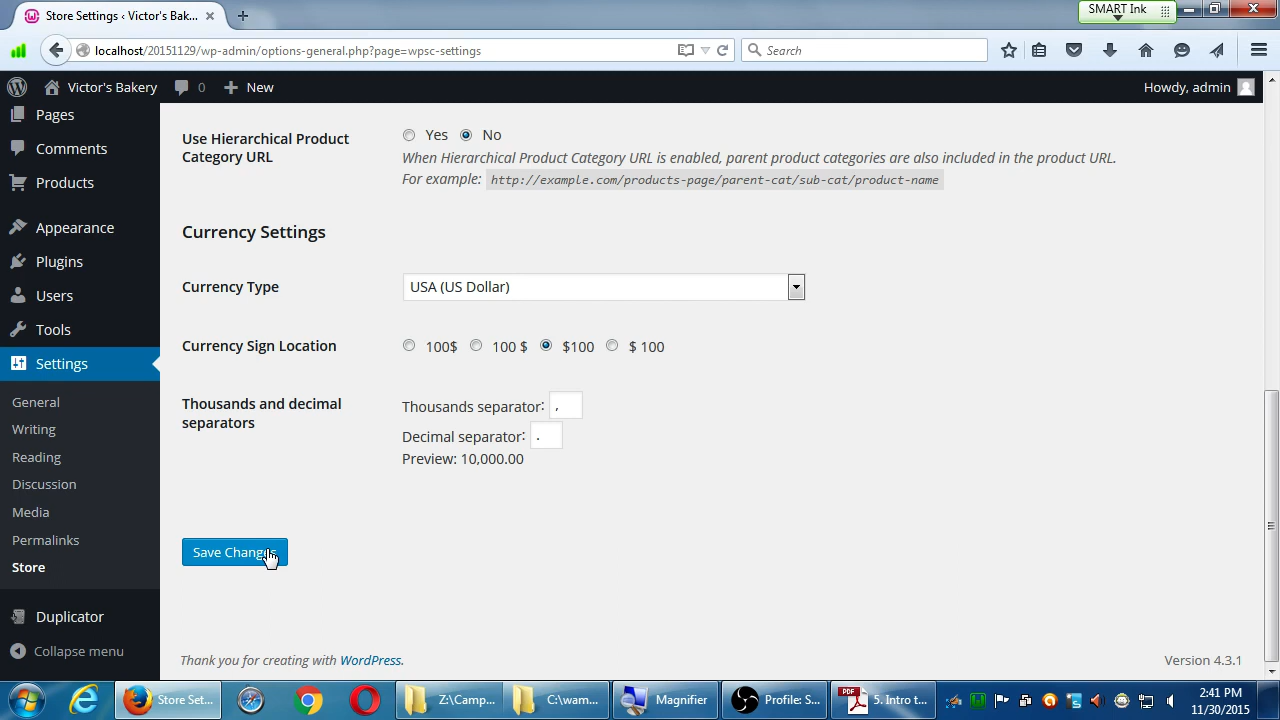 Store Settings ‹ Victor's Bak...
SMART Ink
localhost/20151129/wp-admin/options-general.php?page=wpsc-settings
Search
Victor's Bakery
0
New
Howdy, admin
Pages
Comments
Products
Appearance
Plugins
Users
Tools
Settings
General
Writing
Reading
Discussion
Media
Permalinks
Store
Duplicator
Collapse menu
Use Hierarchical Product
Category URL
Yes No
When Hierarchical Product Category URL is enabled, parent product categories are also included in the product URL.
For example: http://example.com/products-page/parent-cat/sub-cat/product-name
Currency Settings
Currency Type
USA (US Dollar)
Currency Sign Location
100$ 100 $ $100 $ 100
Thousands and decimal
separators
Thousands separator: ,
Decimal separator: .
Preview: 10,000.00
Save Changes
Thank you for creating with WordPress.
Version 4.3.1
Store Set...
Z:\Camp...
C:\wam...
Magnifier
Profile: S...
PDF
5. Intro t...
2:41 PM
11/30/2015